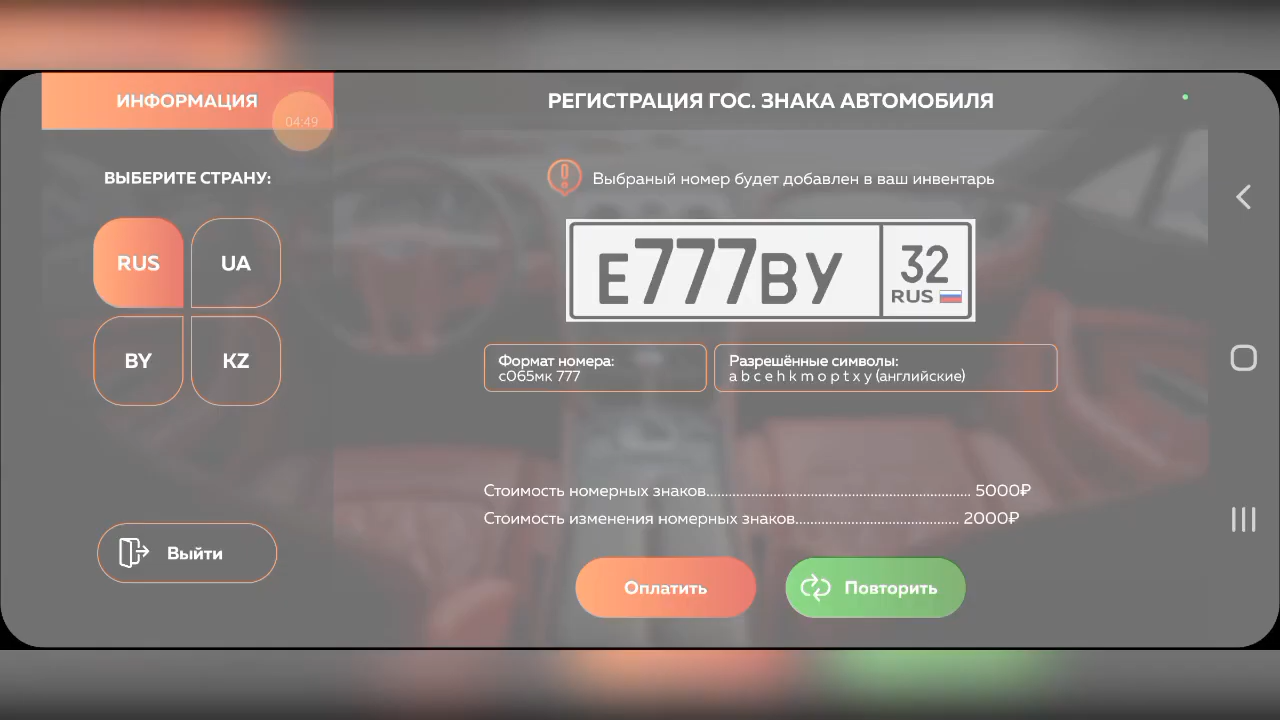 ИНФОРМАЦИЯ
04:49
ВЫБЕРИТЕ СТРАНУ:
RUS
UA
BY
KZ
Выйти
РЕГИСТРАЦИЯ ГОС. ЗНАКА АВТОМОБИЛЯ
Выбраный номер будет добавлен в ваш инвентарь
E777BY
32
RUS
Формат номера:
c065мк 777
Разрешённые символы:
a b c e h k m o p t x y (английские)
Стоимость номерных знаков.......................................................................... 5000₽
Стоимость изменения номерных знаков............................................. 2000₽
Оплатить
Повторить